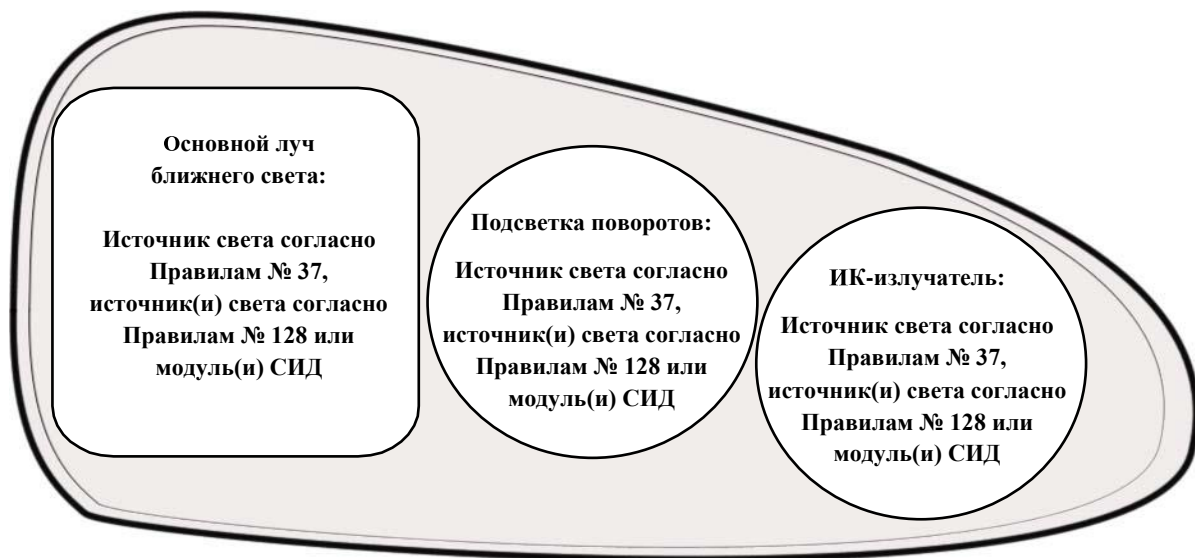 Основной луч
ближнего света:
Источник света согласно
Правилам № 37,
источник(и) света согласно
Правилам № 128 или
модуль(и) СИД
Подсветка поворотов:
Источник света согласно
Правилам № 37,
источник(и) света согласно
Правилам № 128 или
модуль(и) СИД
ИК-излучатель:
Источник света согласно
Правилам № 37,
источник(и) света согласно
Правилам № 128 или
модуль(и) СИД